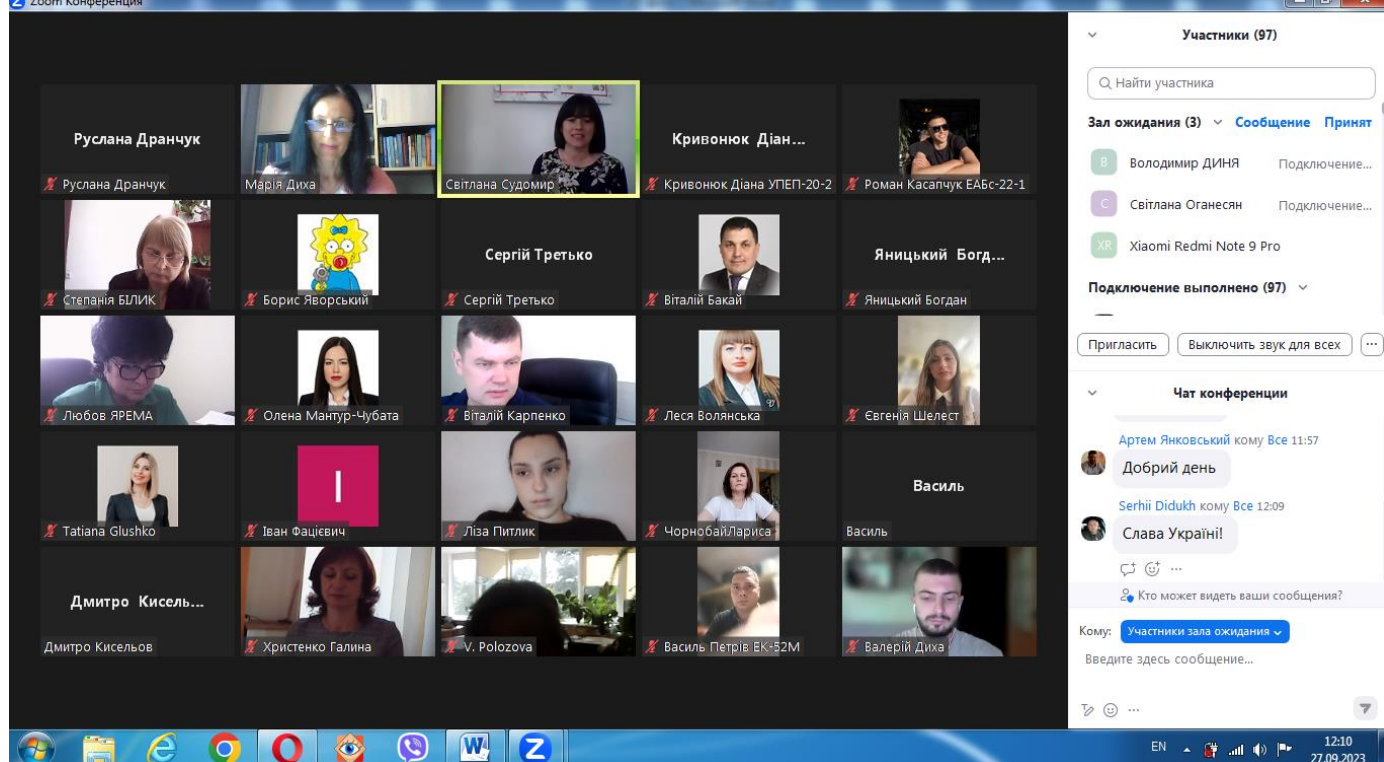 Zoom Конференция
Руслана Дранчук
Руслана Дранчук
Марія Диха
Світлана Судомир
Кривонюк Діан...
Кривонюк Діана УПЕП-20-2
Роман Касапчук ЕАБс-22-1
Степанія БІЛИК
Борис Яворський
Сергій Третько
Сергій Третько
Віталій Бакай
Яницький Богд...
Яницький Богдан
Любов ЯРЕМА
Олена Мантур-Чубата
Віталій Карпенко
Леся Волянська
Євгенія Шелест
Tatiana Glushko
I
Іван Фацієвич
Ліза Питлик
ЧорнобайЛариса
Василь
Василь
Дмитро Кисель...
Дмитро Кисельов
Христенко Галина
V. Polozova
Василь Петрів ЕК-52М
Валерій Диха
Участники (97)
Найти участника
Зал ожидания (3) Сообщение Принят
В Володимир ДИНЯ Подключение...
С Світлана Оганесян Подключение...
XR Xiaomi Redmi Note 9 Pro
Подключение выполнено (97)
Пригласить Выключить звук для всех ...
Чат конференции
Артем Янковський кому Все 11:57
Добрий день
Serhii Didukh кому Все 12:09
Слава Україні!
Кто может видеть ваши сообщения?
Кому: Участники зала ожидания
Введите здесь сообщение...
EN 12:10
27.09.2023